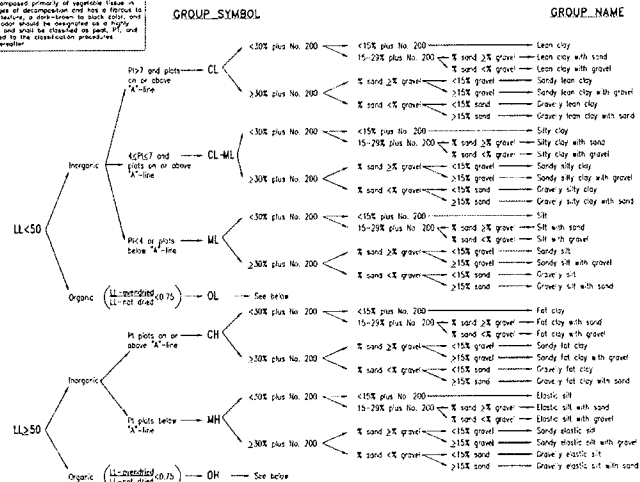 composed primarily of vegetable tissue in
ges of decomposition and has a fibrous to
texture, a dark-brown to black color, and
odor should be designated as a highly
and shall be classified as peat, PT, and
ed to the classification procedures
ereafter
GROUP SYMBOL
GROUP NAME
LL<50
Inorganic
PI>7 and plots
on or above
"A"-line
CL
<30% plus No. 200
<15% plus No. 200
Lean clay
15-29% plus No. 200
% sand ≥% gravel
Lean clay with sand
% sand <% gravel
Lean clay with gravel
≥30% plus No. 200
% sand ≥% gravel
<15% gravel
Sandy lean clay
≥15% gravel
Sandy lean clay with gravel
% sand <% gravel
<15% sand
Gravelly lean clay
≥15% sand
Gravelly lean clay with sand
4≤PI≤7 and
plots on or above
"A"-line
CL-ML
<30% plus No. 200
<15% plus No. 200
Silty clay
15-29% plus No. 200
% sand ≥% gravel
Silty clay with sand
% sand <% gravel
Silty clay with gravel
≥30% plus No. 200
% sand ≥% gravel
<15% gravel
Sandy silty clay
≥15% gravel
Sandy silty clay with gravel
% sand <% gravel
<15% sand
Gravelly silty clay
≥15% sand
Gravelly silty clay with sand
PI<4 or plots
below "A"-line
ML
<30% plus No. 200
<15% plus No. 200
Silt
15-29% plus No. 200
% sand ≥% gravel
Silt with sand
% sand <% gravel
Silt with gravel
≥30% plus No. 200
% sand ≥% gravel
<15% gravel
Sandy silt
≥15% gravel
Sandy silt with gravel
% sand <% gravel
<15% sand
Gravelly silt
≥15% sand
Gravelly silt with sand
Organic
(LL-ovendried
LL-not dried <0.75)
OL
See below
LL≥50
Inorganic
PI plots on or
above "A"-line
CH
<30% plus No. 200
<15% plus No. 200
Fat clay
15-29% plus No. 200
% sand ≥% gravel
Fat clay with sand
% sand <% gravel
Fat clay with gravel
≥30% plus No. 200
% sand ≥% gravel
<15% gravel
Sandy fat clay
≥15% gravel
Sandy fat clay with gravel
% sand <% gravel
<15% sand
Gravelly fat clay
≥15% sand
Gravelly fat clay with sand
PI plots below
"A"-line
MH
<30% plus No. 200
<15% plus No. 200
Elastic silt
15-29% plus No. 200
% sand ≥% gravel
Elastic silt with sand
% sand <% gravel
Elastic silt with gravel
≥30% plus No. 200
% sand ≥% gravel
<15% gravel
Sandy elastic silt
≥15% gravel
Sandy elastic silt with gravel
% sand <% gravel
<15% sand
Gravelly elastic silt
≥15% sand
Gravelly elastic silt with sand
Organic
(LL-ovendried
LL-not dried <0.75)
OH
See below